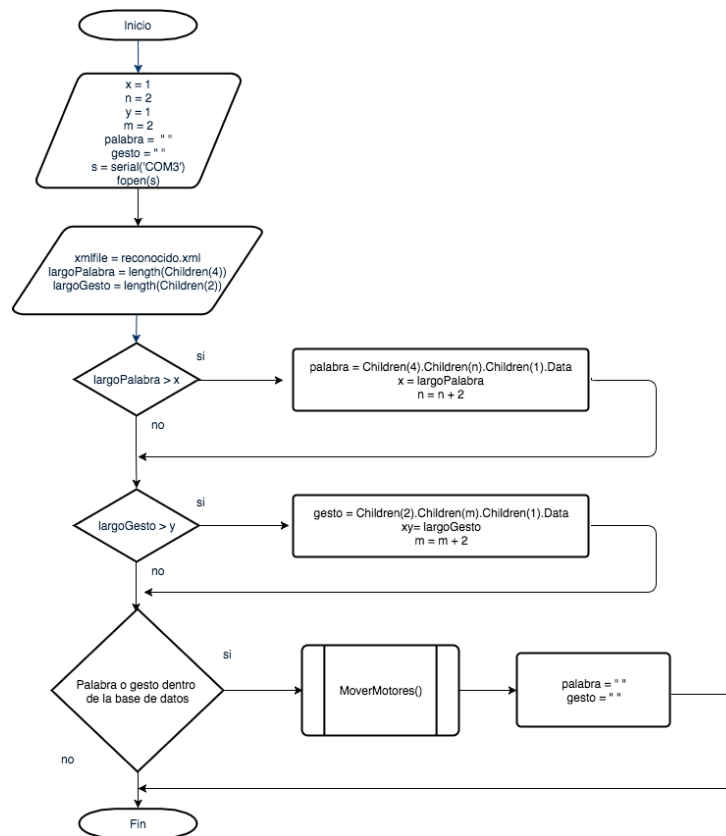 Inicio
x = 1
n = 2
y = 1
m = 2
palabra = " "
gesto = " "
s = serial('COM3')
fopen(s)
xmlfile = reconocido.xml
largoPalabra = length(Children(4))
largoGesto = length(Children(2))
largoPalabra > x
si
palabra = Children(4).Children(n).Children(1).Data
x = largoPalabra
n = n + 2
no
largoGesto > y
si
gesto = Children(2).Children(m).Children(1).Data
xy= largoGesto
m = m + 2
no
Palabra o gesto dentro
de la base de datos
si
MoverMotores()
palabra = " "
gesto = " "
no
Fin